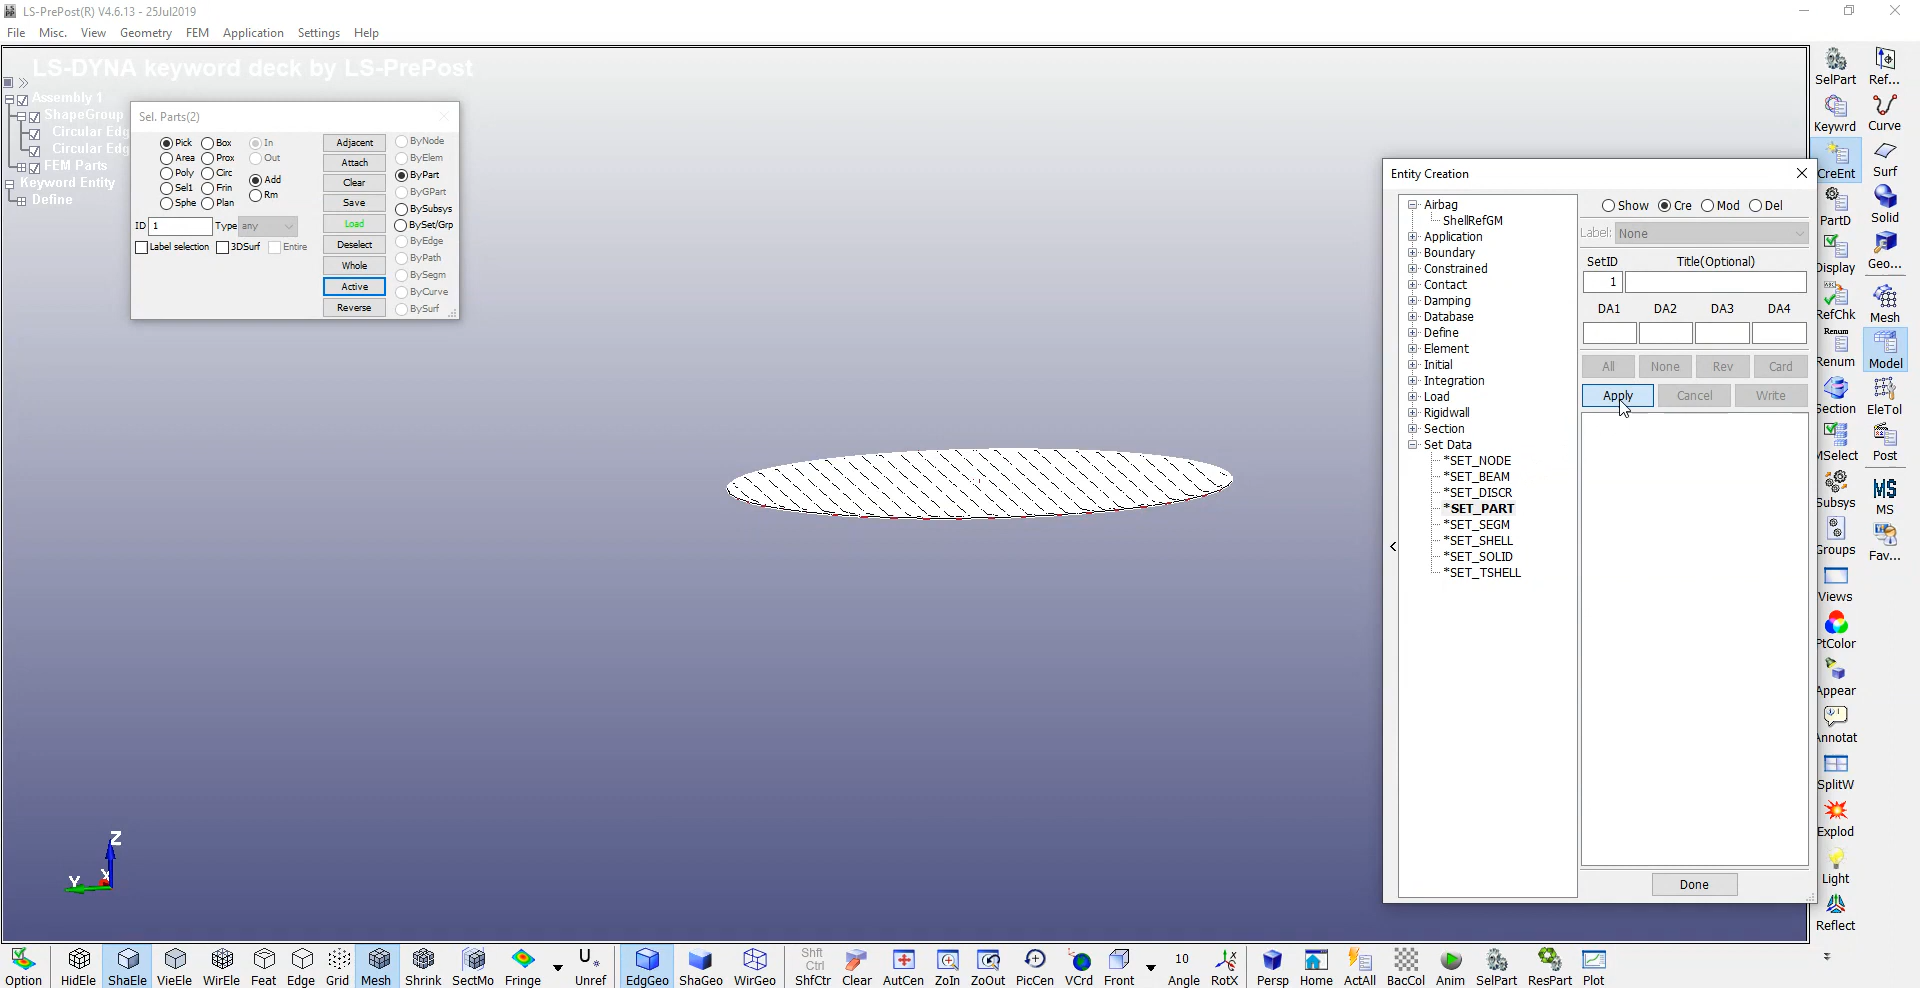 LS-PrePost(R) V4.6.13 - 25Jul2019
File Misc. View Geometry FEM Application Settings Help
LS-DYNA keyword deck by LS-PrePost
Assembly 1
ShapeGroup
Circular Edg
Circular Edg
FEM Parts
Keyword Entity
Define
Sel. Parts(2)
Pick Box In Adjacent ByNode
Area Prox Out Attach ByElem
Poly Circ Add Clear ByPart
Sel1 Frin Rm Save ByGPart
Sphe Plan BySubsys
ID 1 Type any Load BySet/Grp
Label selection 3DSurf Entire Deselect ByEdge
Whole ByPath
Active BySegm
ByCurve
Reverse BySurf
Entity Creation
Airbag
ShellRefGM
Application
Boundary
Constrained
Contact
Damping
Database
Define
Element
Initial
Integration
Load
Rigidwall
Section
Set Data
*SET_NODE
*SET_BEAM
*SET_DISCR
*SET_PART
*SET_SEGM
*SET_SHELL
*SET_SOLID
*SET_TSHELL
Show Cre Mod Del
Label: None
SetID Title(Optional)
1
DA1 DA2 DA3 DA4
All None Rev Card
Apply Cancel Write
Done
SelPart Ref...
Keywrd Curve
CreEnt Surf
PartD Solid
Display Geo...
RefChk Mesh
Renum
Renum Model
Section EleTol
MSelect Post
Subsys MS
MS
Groups Fav...
Views
PtColor
Appear
Annotat
SplitW
Explod
Light
Reflect
Z
Y X
Shft
Ctrl
U
10
Option HidEle ShaEle VieEle WirEle Feat Edge Grid Mesh Shrink SectMo Fringe Unref EdgGeo ShaGeo WirGeo ShfCtr Clear AutCen ZoIn ZoOut PicCen VCrd Front Angle RotX Persp Home ActAll BacCol Anim SelPart ResPart Plot